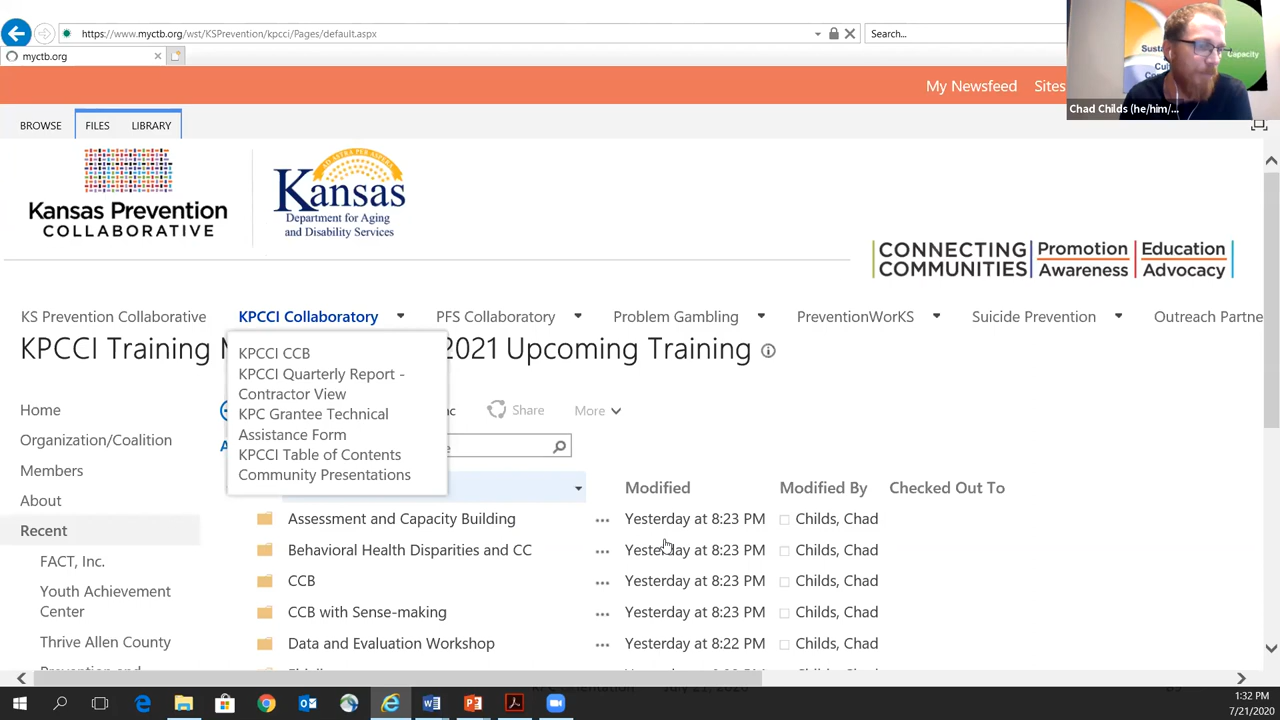 https://www.myctb.org/wst/KSPrevention/kpcci/Pages/default.aspx
Search...
myctb.org
Capacity
Chad Childs (he/him/...
My Newsfeed Sites
BROWSE FILES LIBRARY
Kansas Prevention
COLLABORATIVE
AD ASTRA PER ASPERA
Kansas
Department for Aging
and Disability Services
CONNECTING COMMUNITIES
Promotion Awareness
Education Advocacy
KS Prevention Collaborative KPCCI Collaboratory PFS Collaboratory Problem Gambling PreventionWorKS Suicide Prevention Outreach Partne
KPCCI Training 2021 Upcoming Training
KPCCI CCB
KPCCI Quarterly Report -
Contractor View
KPC Grantee Technical
Assistance Form
KPCCI Table of Contents
Community Presentations
Share More
Home
Organization/Coalition
Members
About
Recent
FACT, Inc.
Youth Achievement
Center
Thrive Allen County
Modified Modified By Checked Out To
Assessment and Capacity Building ... Yesterday at 8:23 PM Childs, Chad
Behavioral Health Disparities and CC ... Yesterday at 8:23 PM Childs, Chad
CCB ... Yesterday at 8:23 PM Childs, Chad
CCB with Sense-making ... Yesterday at 8:23 PM Childs, Chad
Data and Evaluation Workshop ... Yesterday at 8:22 PM Childs, Chad
1:32 PM
7/21/2020